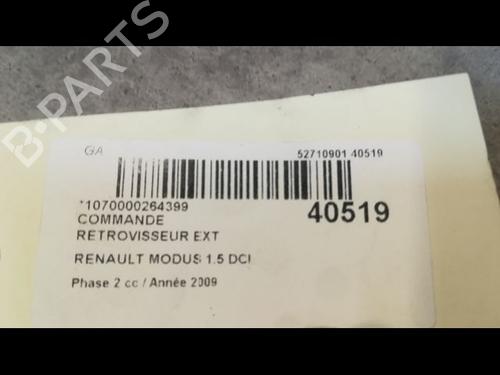 B-PARTS
GA
52710901 40519
*1070000264399
40519
COMMANDE
RETROVISSEUR EXT
RENAULT MODUS 1.5 DCI
Phase 2 cc / Année 2009